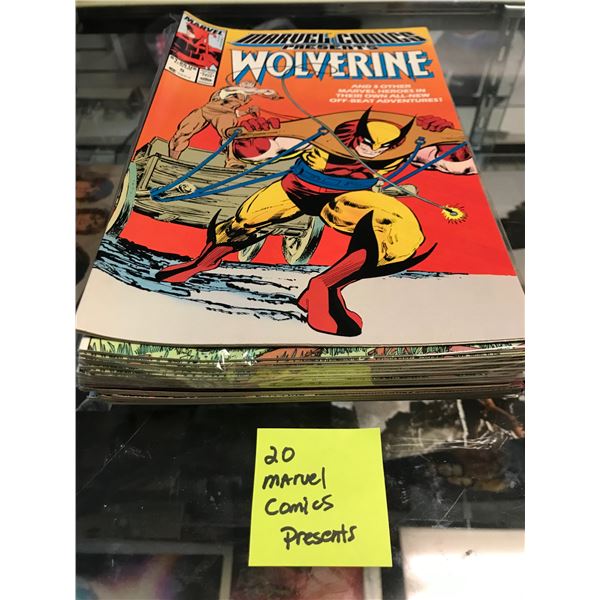 MARVEL
MARVEL COMICS
PRESENTS
WOLVERINE
AND 3 OTHER
MARVEL HEROES IN
THEIR OWN ALL-NEW
OFF-BEAT ADVENTURES!
20
Marvel
Comics
Presents